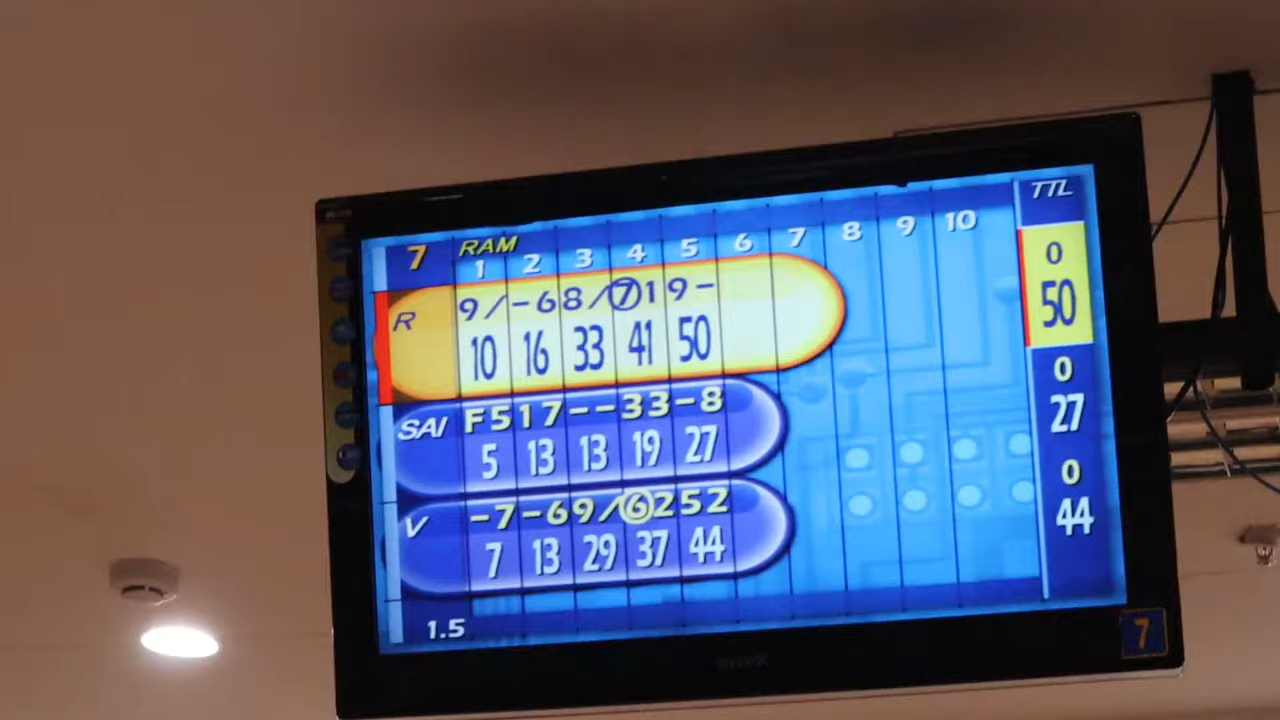 7 RAM 1 2 3 4 5 6 7 8 9 10 TTL
R 9/ -6 8/ ⑦1 9- 0
10 16 33 41 50 50
SAI F5 17 -- 33 -8 0
5 13 13 19 27 27
V -7 -6 9/ ⑥2 52 0
7 13 29 37 44 44
1.5
7